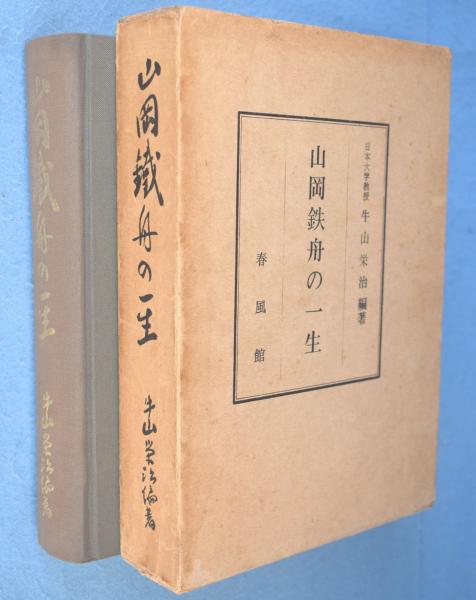 日本大学教授 牛山栄治編著
山岡鉄舟の一生
春風館
山岡鐵舟の一生
牛山栄治編著
山岡鐵舟の一生
牛山栄治編著